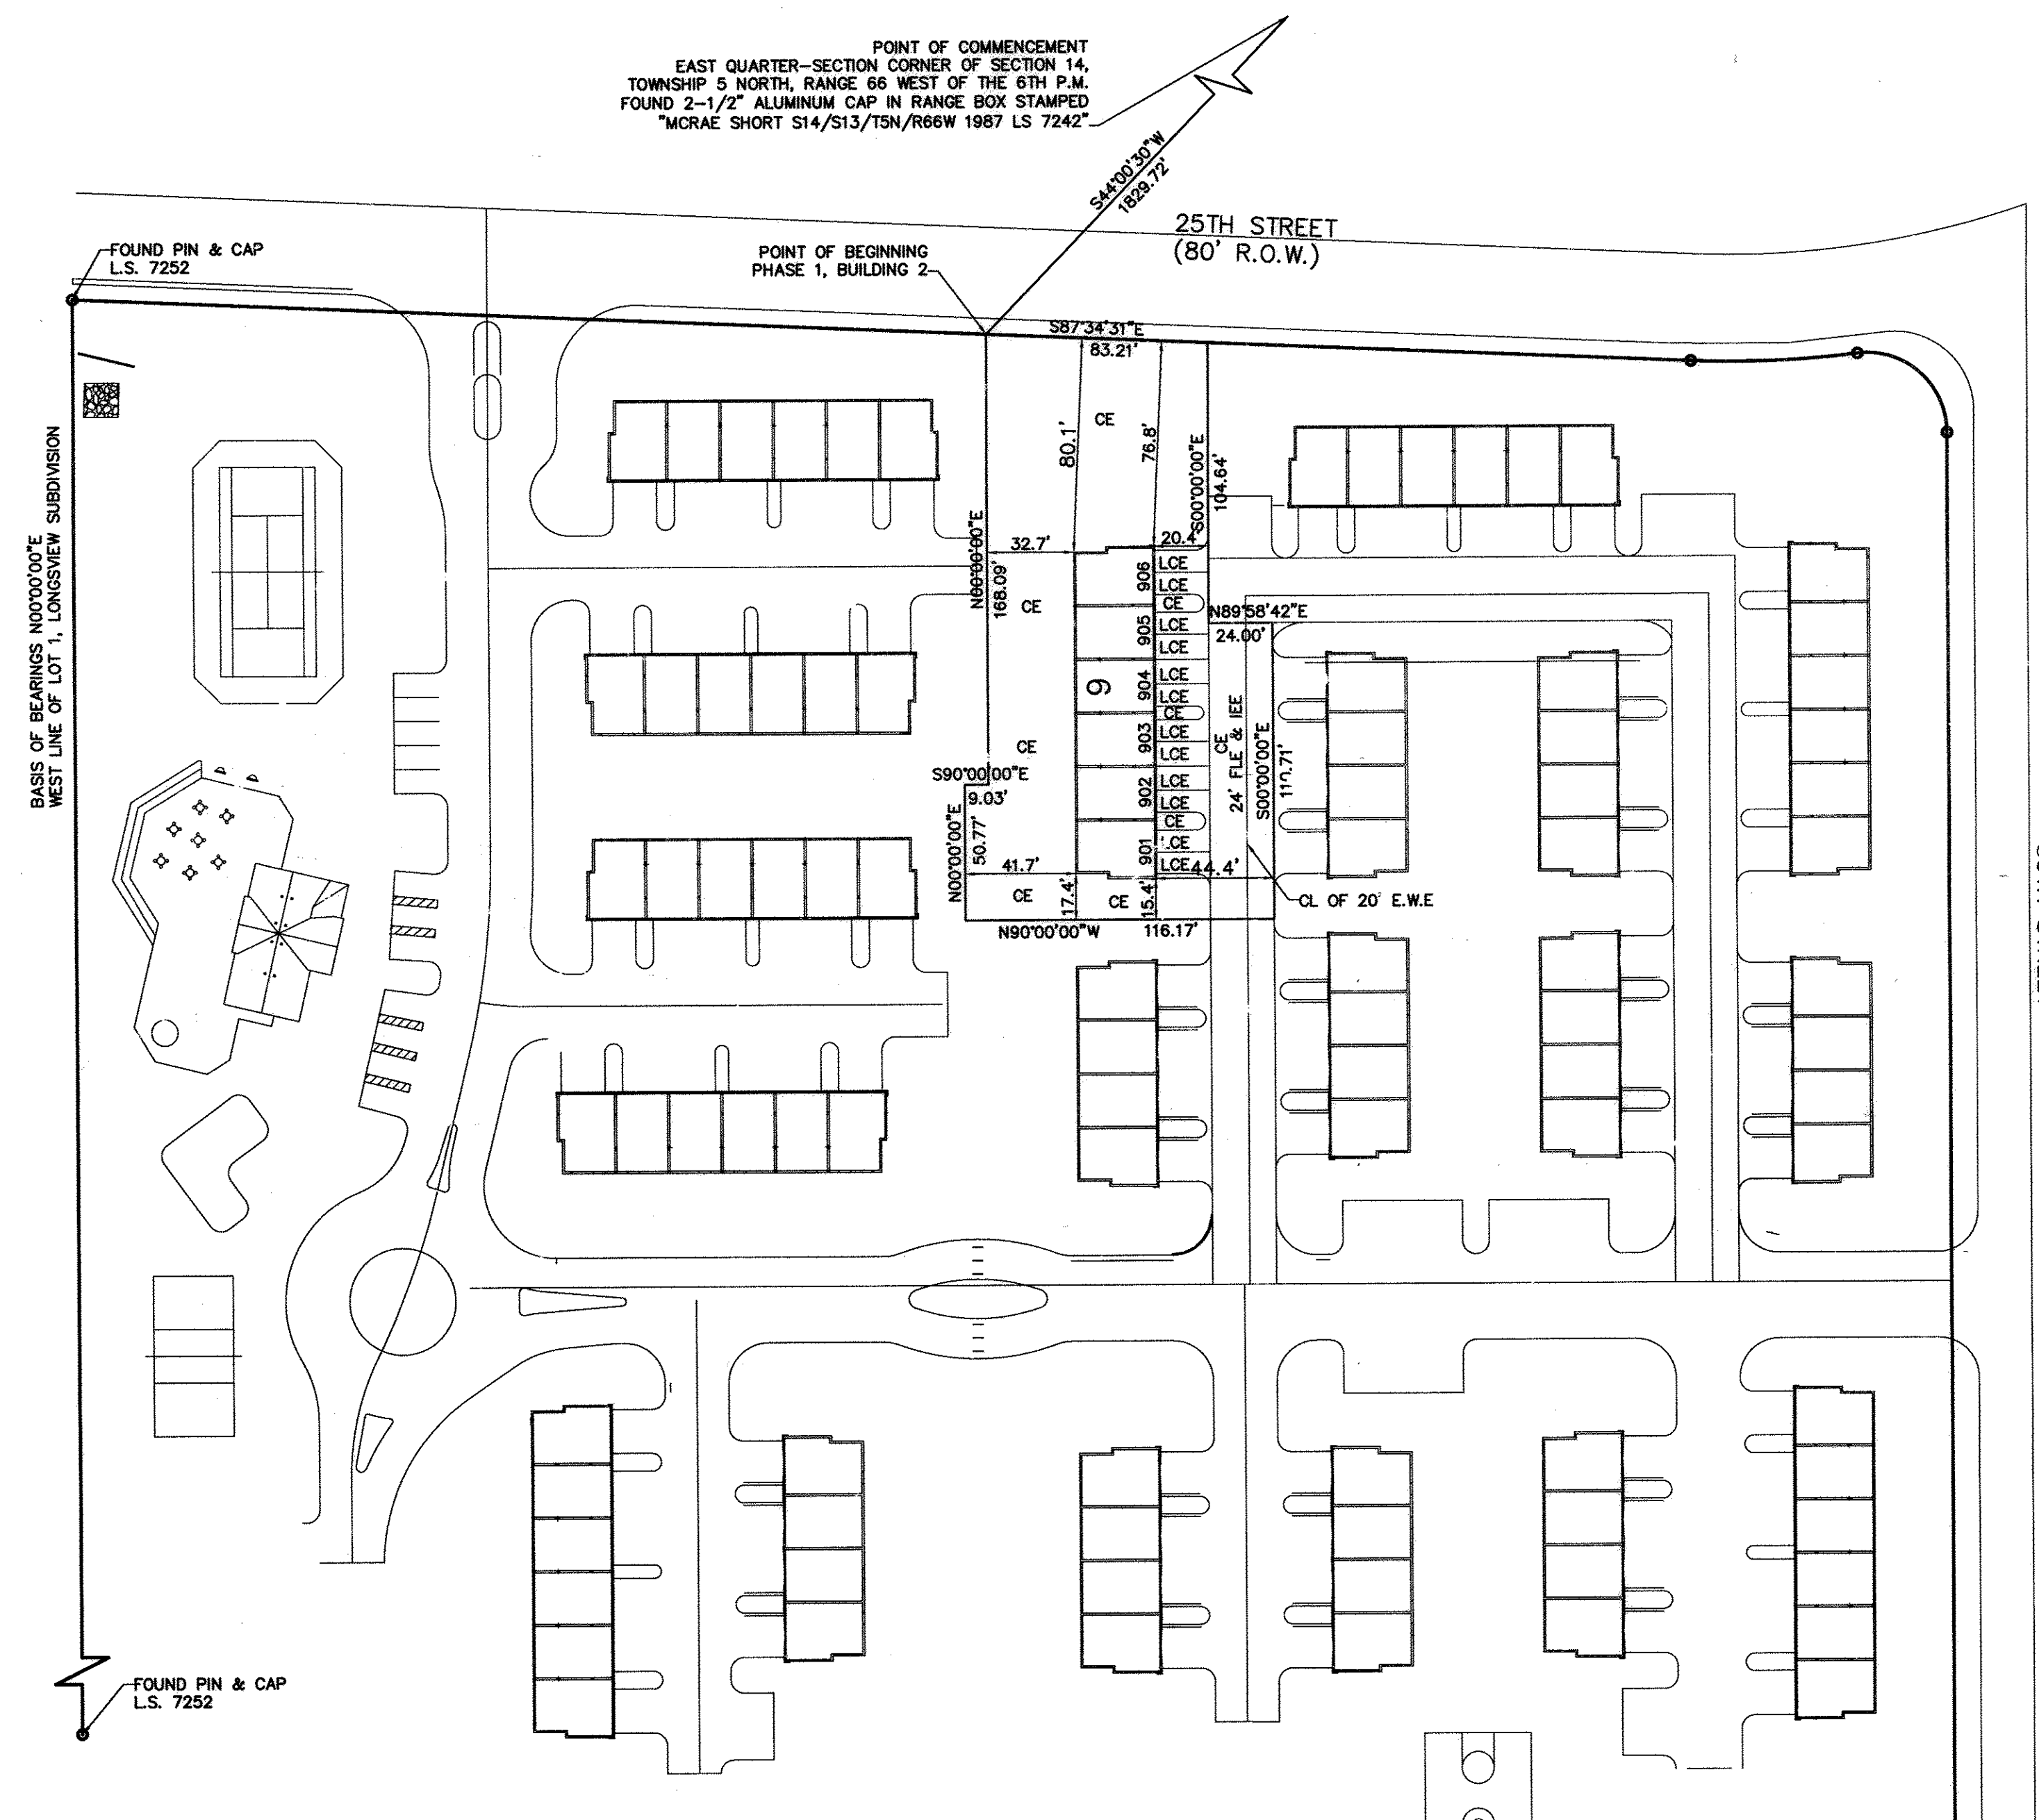 POINT OF COMMENCEMENT
EAST QUARTER-SECTION CORNER OF SECTION 14,
TOWNSHIP 5 NORTH, RANGE 66 WEST OF THE 6TH P.M.
FOUND 2-1/2" ALUMINUM CAP IN RANGE BOX STAMPED
"MCRAE SHORT S14/S13/T5N/R66W 1987 LS 7242"
S44°00'30"W
1829.72'
25TH STREET
(80' R.O.W.)
FOUND PIN & CAP
L.S. 7252
POINT OF BEGINNING
PHASE 1, BUILDING 2
S87°34'31"E
83.21'
CE
80.1'
76.8'
S00°00'00"E
104.64'
BASIS OF BEARINGS N00°00'00"E
WEST LINE OF LOT 1, LONGSVIEW SUBDIVISION
N00°00'00"E
168.09'
32.7'
20.4'
906
LCE
LCE
CE
CE
905
LCE
LCE
N89°58'42"E
24.00'
9
904
LCE
LCE
CE
903
LCE
LCE
CE
CE
24' FLE & IEE
S00°00'00"E
S90°00'00"E
9.03'
902
LCE
LCE
CE
N00°00'00"E
50.77'
901
LCE
44.4'
41.7'
CE
17.4'
CE
15.4'
CL OF 20' E.W.E
N90°00'00"W
116.17'
FOUND PIN & CAP
L.S. 7252